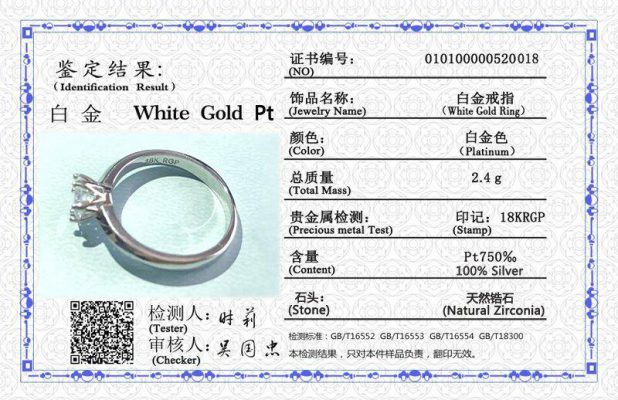 鉴定结果:
(Identification Result)
白金 White Gold Pt
18K RGP
检测人:时莉
(Tester)
审核人:吴国忠
(Checker)
证书编号: 010100000520018
(NO)
饰品名称: 白金戒指
(Jewelry Name) (White Gold Ring)
颜色: 白金色
(Color) (Platinum)
总质量 2.4g
(Total Mass)
贵金属检测: 印记: 18KRGP
(Precious metal Test) (Stamp)
含量 Pt750‰
(Content) 100% Silver
石头: 天然锆石
(Stone) (Natural Zirconia)
检测标准: GB/T16552 GB/T16553 GB/T16554 GB/T18300
本检测结果，只对本件样品负责，翻印无效。